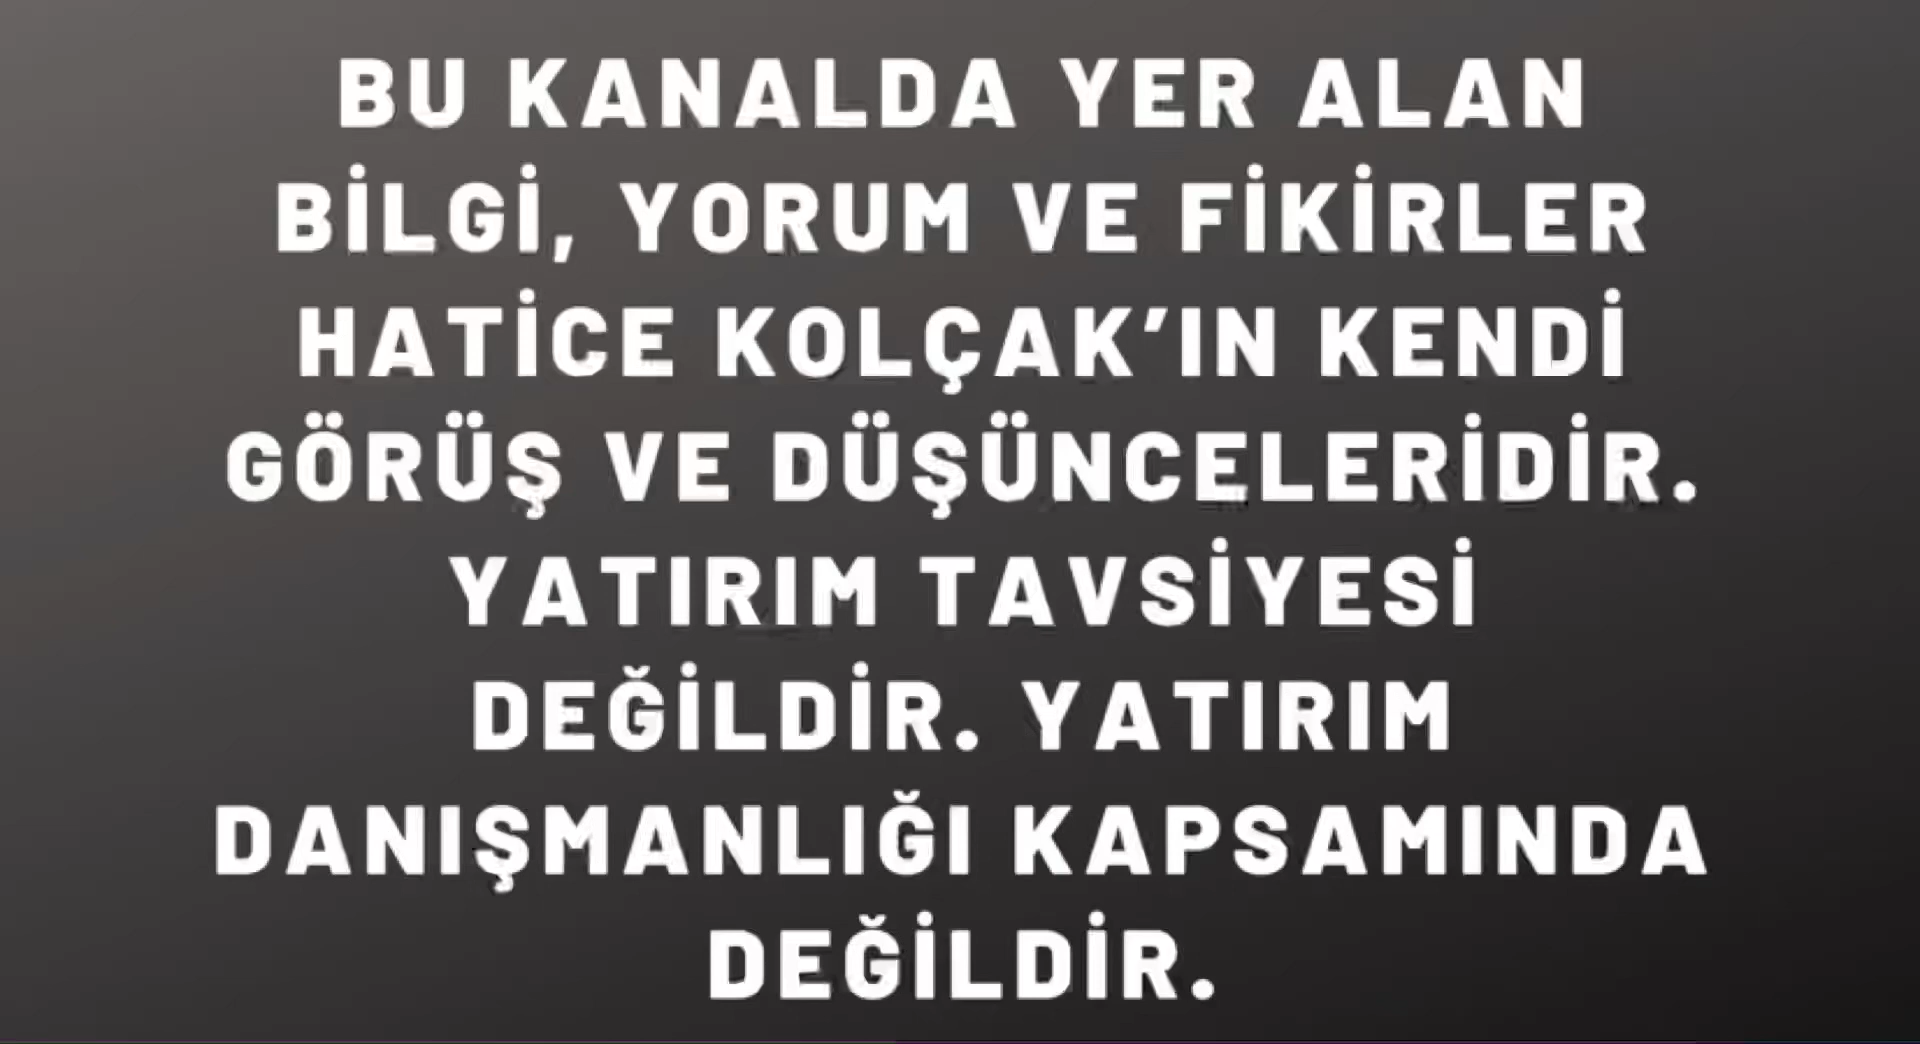 BU KANALDA YER ALAN
BİLGİ, YORUM VE FİKİRLER
HATİCE KOLÇAK’IN KENDİ
GÖRÜŞ VE DÜŞÜNCELERİDİR.
YATIRIM TAVSİYESİ
DEĞİLDİR. YATIRIM
DANIŞMANLIĞI KAPSAMINDA
DEĞİLDİR.